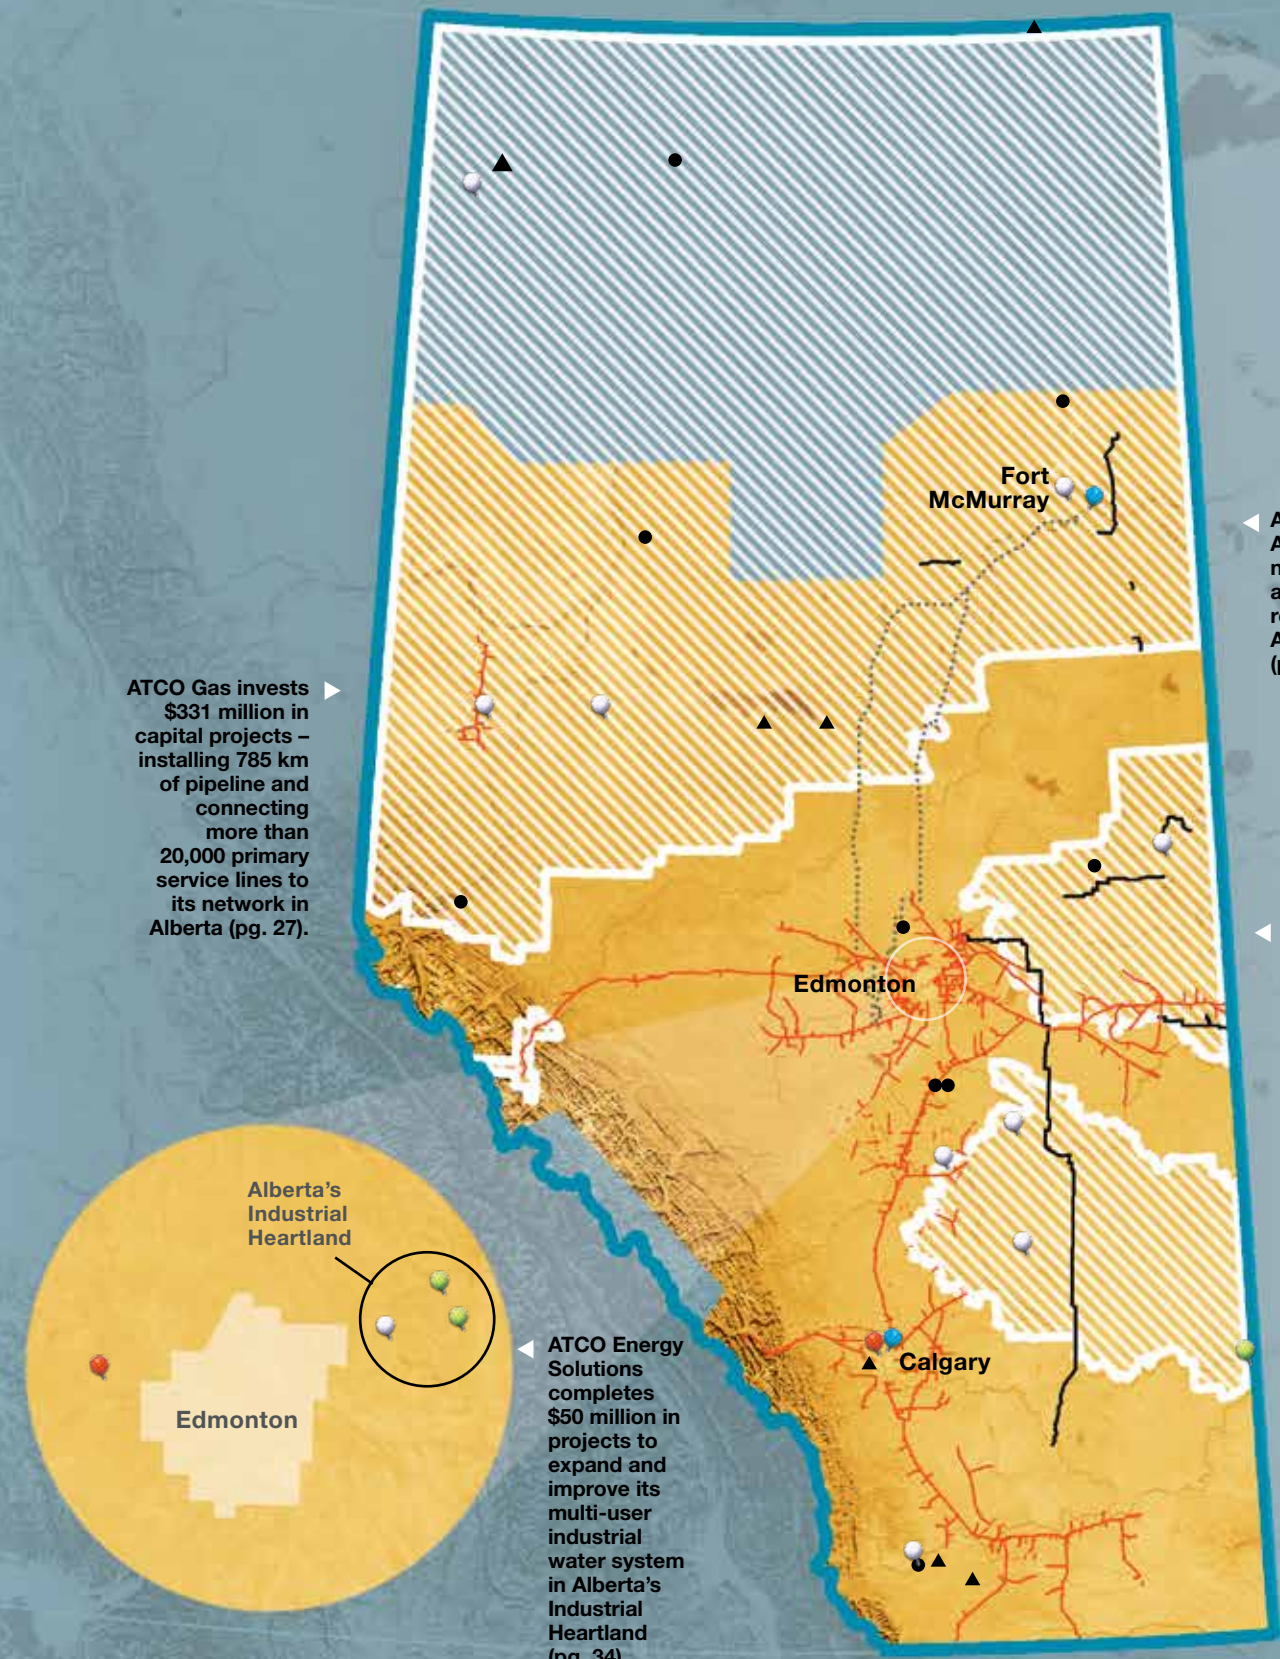 Fort
McMurray
A
A
n
a
r
A
(p
ATCO Gas invests
$331 million in
capital projects –
installing 785 km
of pipeline and
connecting
more than
20,000 primary
service lines to
its network in
Alberta (pg. 27).
Edmonton
Alberta’s
Industrial
Heartland
Edmonton
ATCO Energy
Solutions
completes
$50 million in
projects to
expand and
improve its
multi-user
industrial
water system
in Alberta’s
Industrial
Heartland
(pg. 34)
Calgary